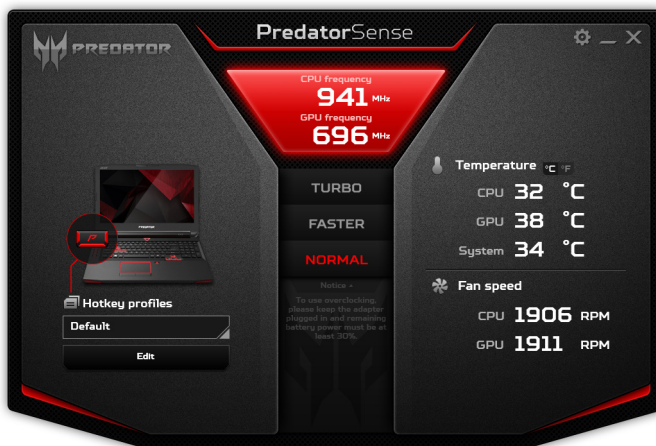 PREDATOR
PredatorSense
CPU frequency
941 MHz
GPU frequency
696 MHz
TURBO
FASTER
NORMAL
Notice
To use overclocking,
please keep the adapter
plugged in and remaining
battery power must be at
least 30%.
Hotkey profiles
Default
Edit
Temperature °C °F
CPU 32 °C
GPU 38 °C
System 34 °C
Fan speed
CPU 1906 RPM
GPU 1911 RPM